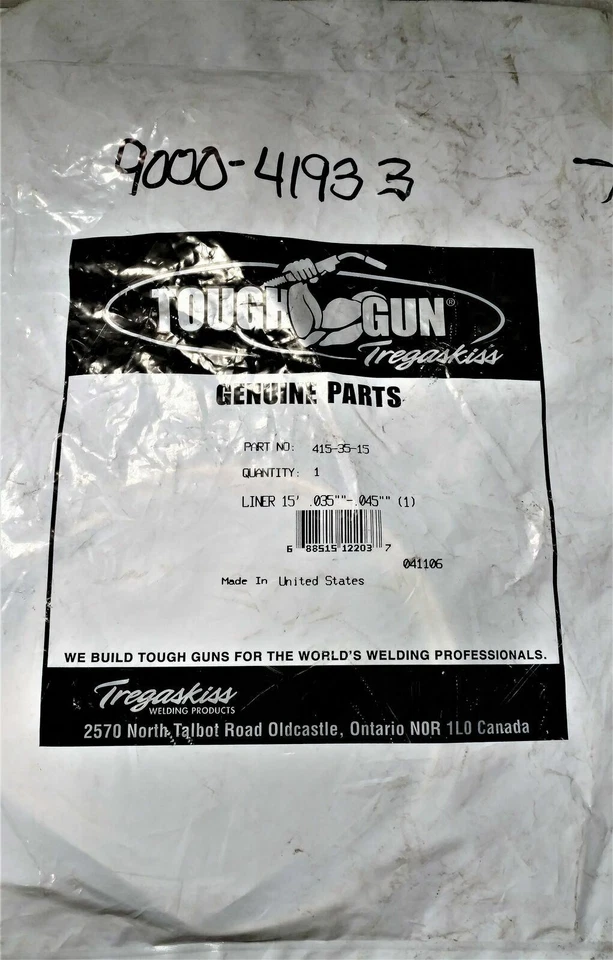 9000-41933
TOUGH GUN®
Tregaskiss
GENUINE PARTS
PART NO: 415-35-15
QUANTITY: 1
LINER 15' .035""-.045"" (1)
6 88515 12203 7
041106
Made In United States
WE BUILD TOUGH GUNS FOR THE WORLD'S WELDING PROFESSIONALS.
Tregaskiss
WELDING PRODUCTS
2570 North Talbot Road Oldcastle, Ontario N0R 1L0 Canada